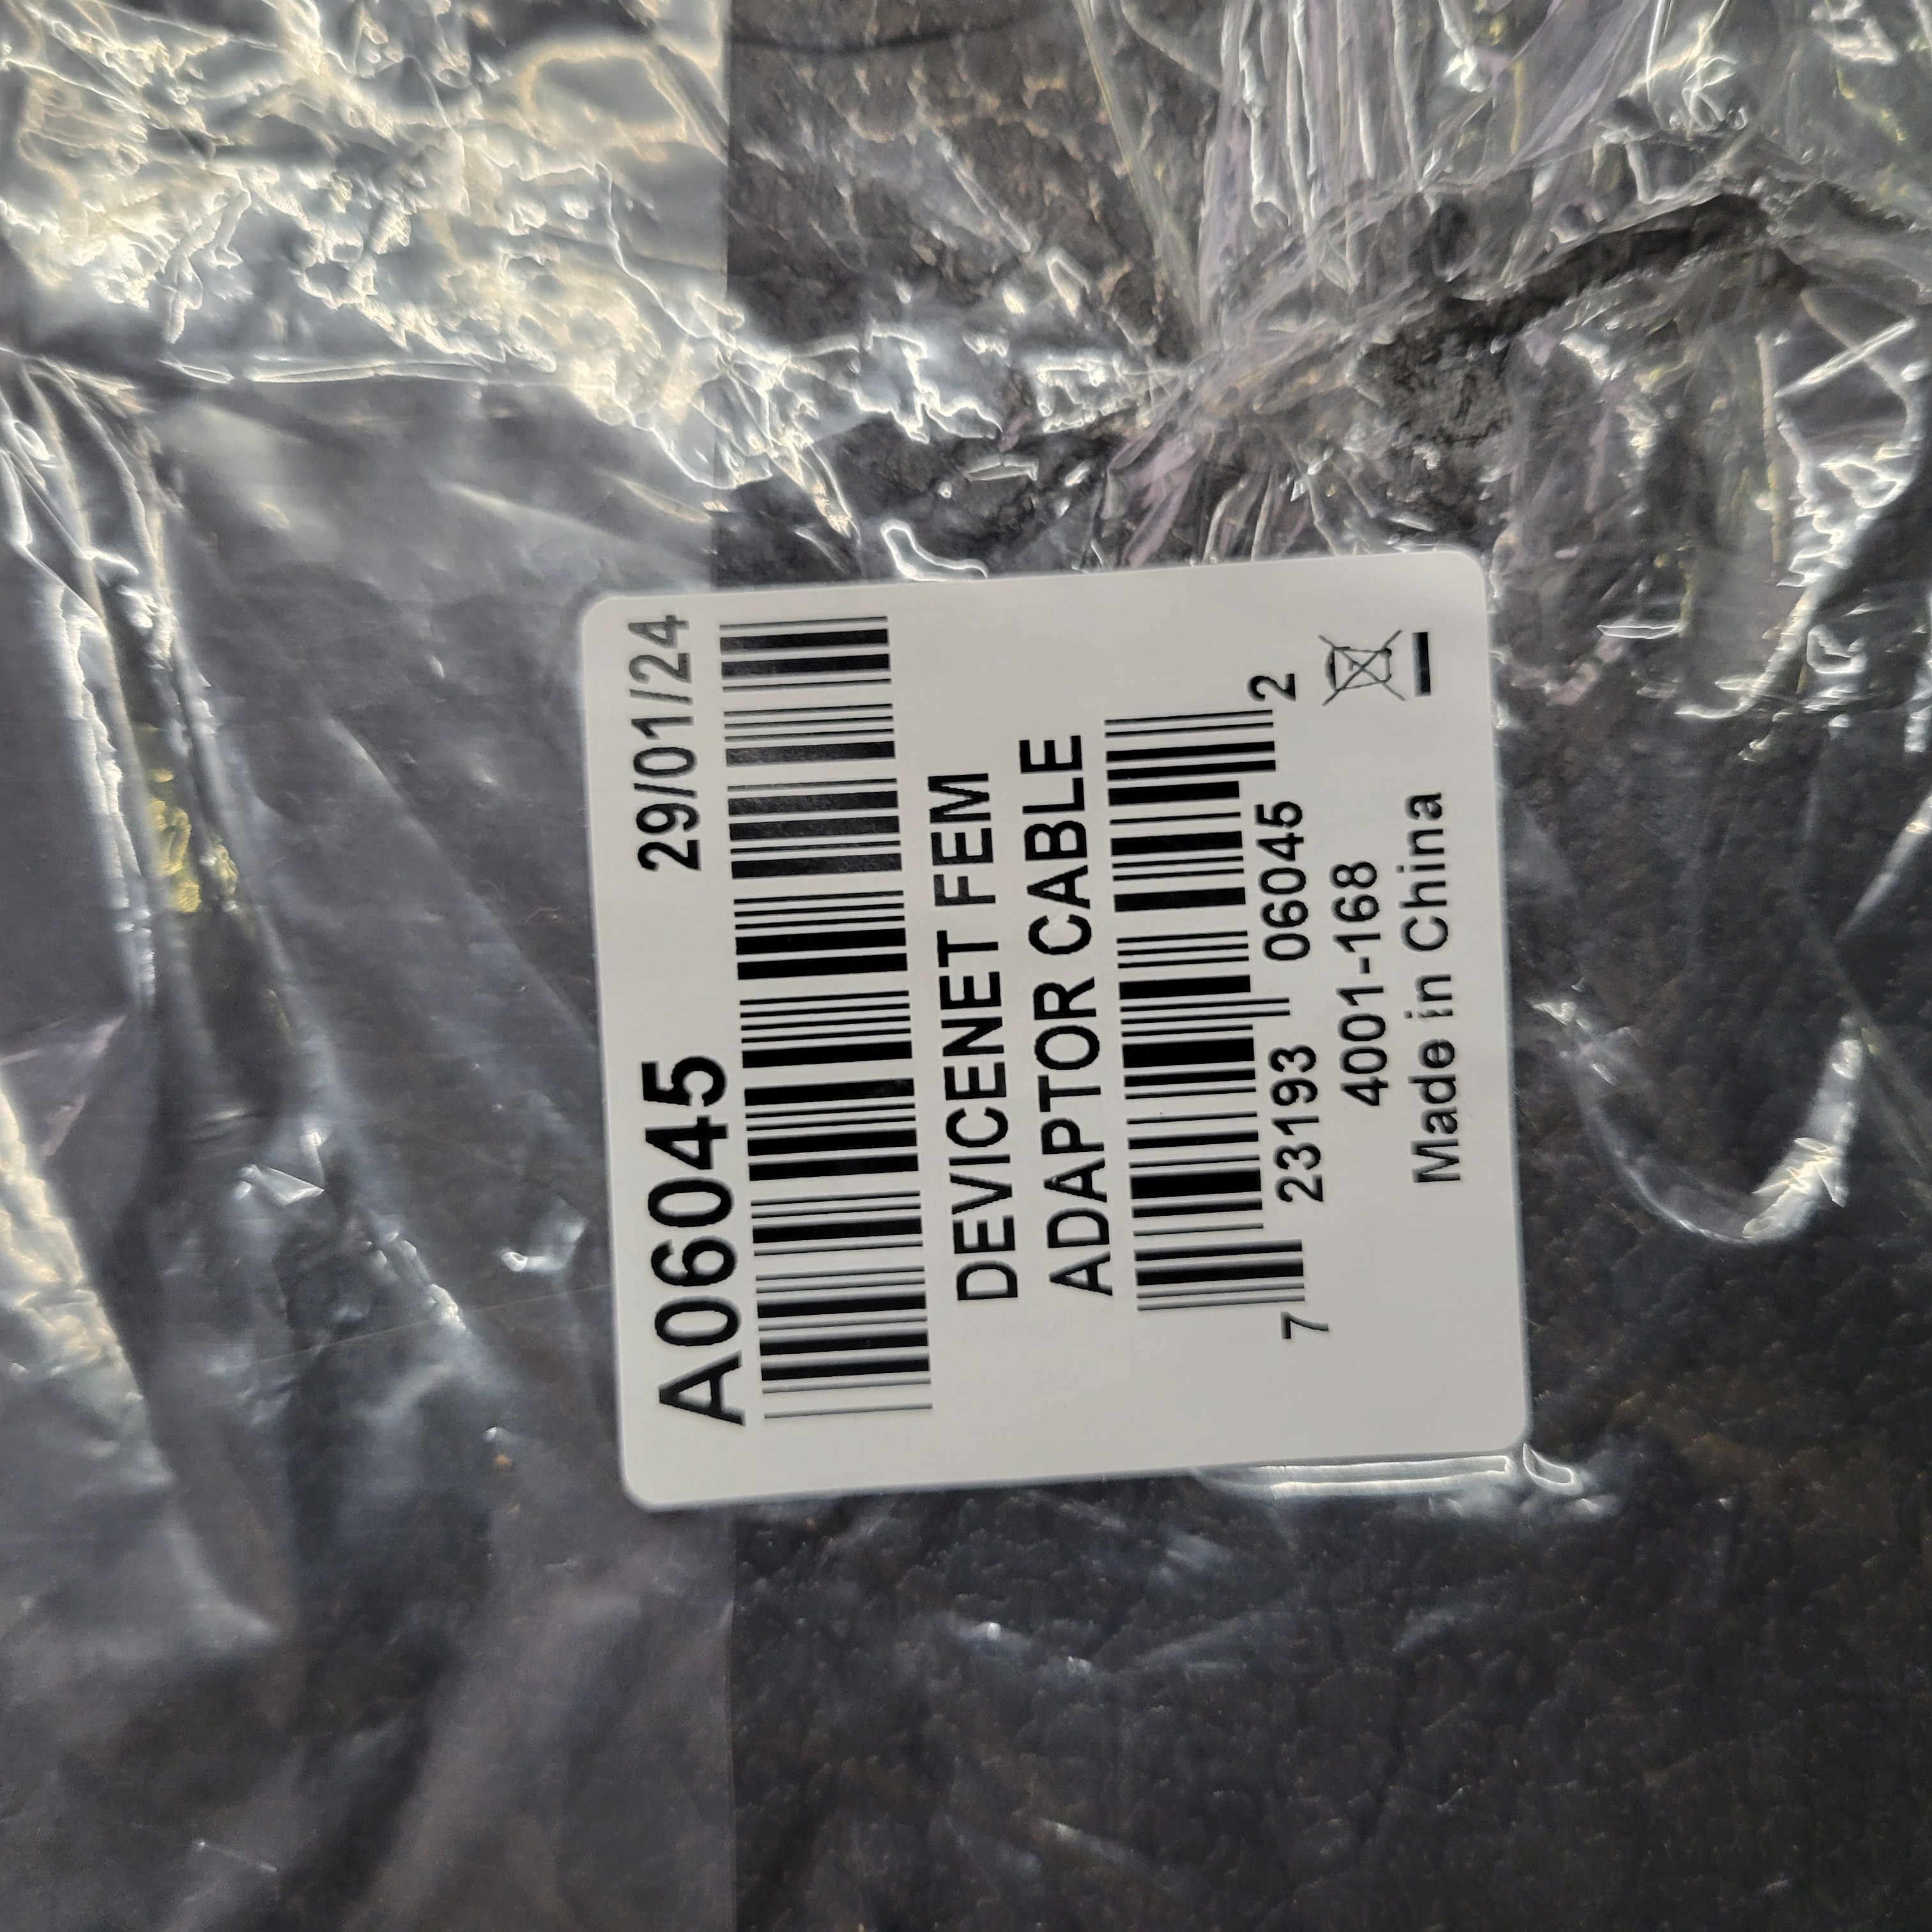 A06045 29/01/24
DEVICENET FEM
ADAPTOR CABLE
7 23193 06045 2
4001-168
Made in China